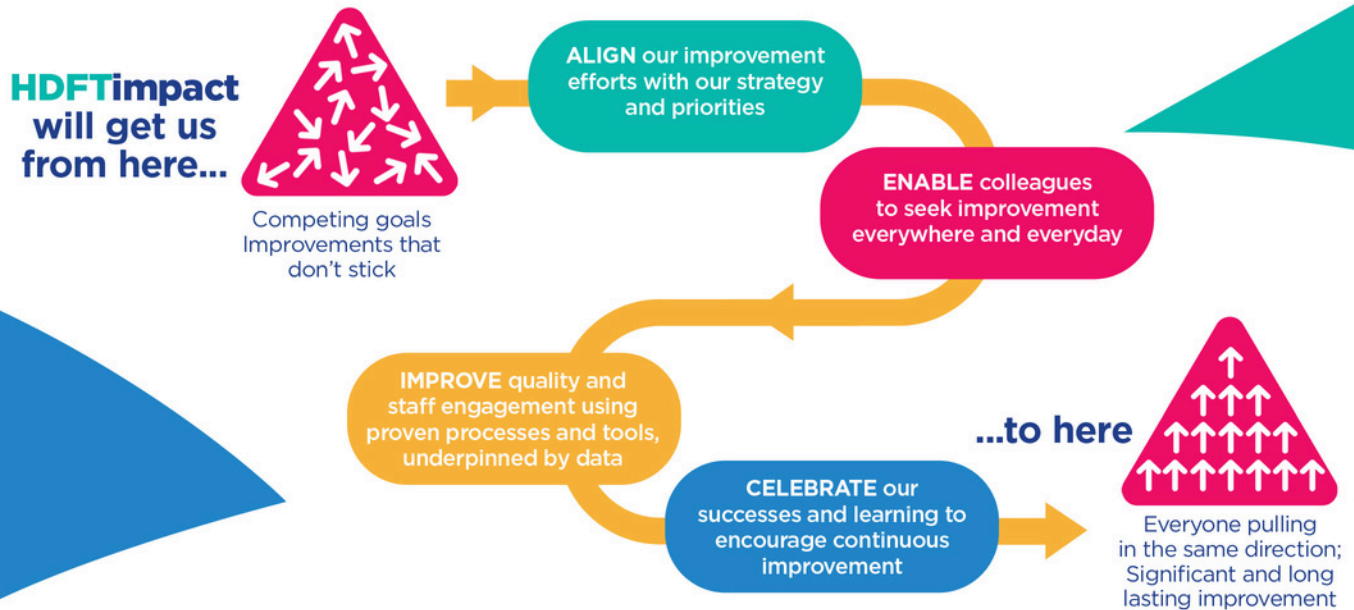 HDFTimpact
will get us
from here...
Competing goals
Improvements that
don't stick
ALIGN our improvement
efforts with our strategy
and priorities
ENABLE colleagues
to seek improvement
everywhere and everyday
IMPROVE quality and
staff engagement using
proven processes and tools,
underpinned by data
CELEBRATE our
successes and learning to
encourage continuous
improvement
...to here
Everyone pulling
in the same direction;
Significant and long
lasting improvement